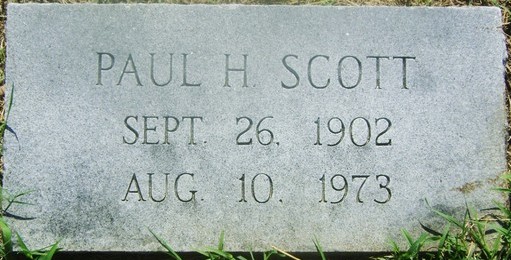 PAUL H. SCOTT
SEPT. 26, 1902
AUG. 10, 1973